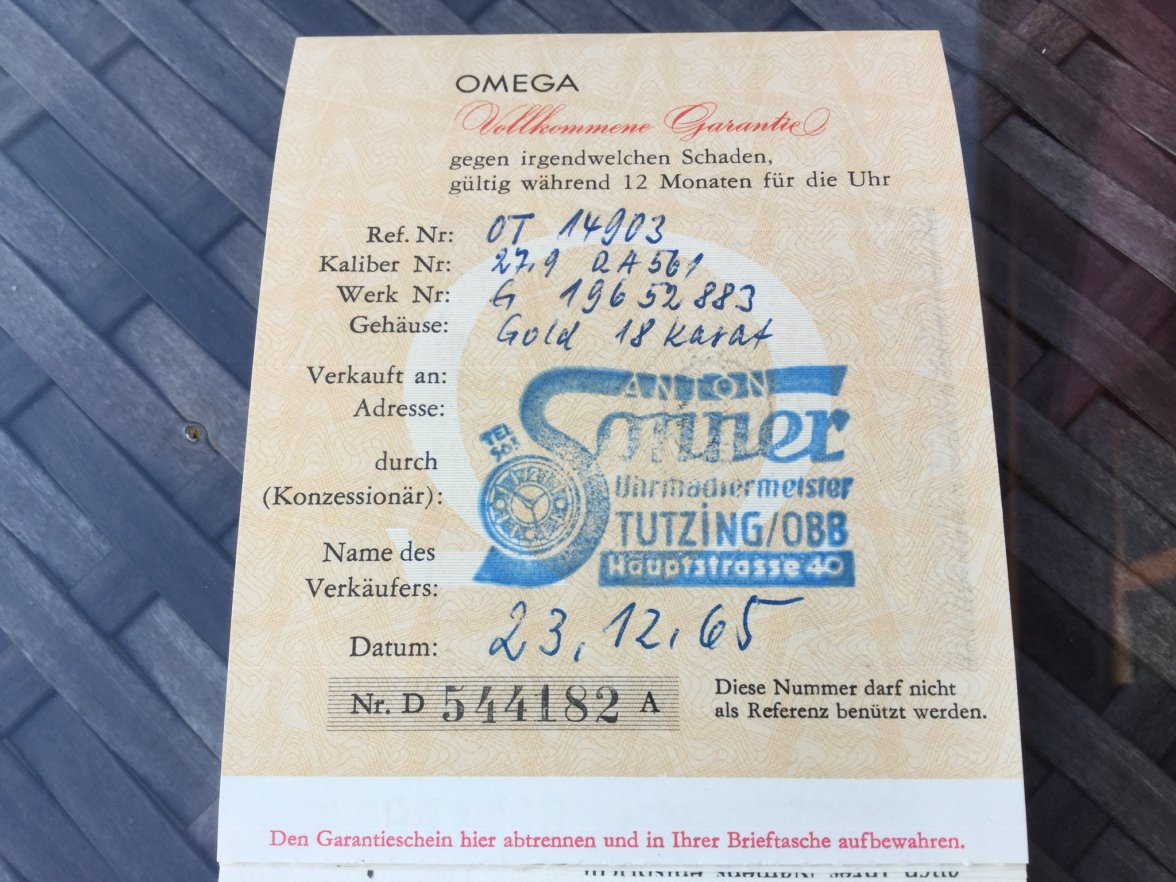 OMEGA
Vollkommene Garantie
gegen irgendwelchen Schaden,
gültig während 12 Monaten für die Uhr
Ref. Nr: OT 14903
Kaliber Nr: 27.9 RA 561
Werk Nr: G 19652883
Gehäuse: Gold 18 Karat
Verkauft an:
Adresse:
ANTON
TEL
durch
(Konzessionär):
Uhrmachermeister
TUTZING/OBB
Hauptstrasse 40
Name des
Verkäufers:
Datum: 23.12.65
Nr. D 544182 A
Diese Nummer darf nicht
als Referenz benützt werden.
Den Garantieschein hier abtrennen und in Ihrer Brieftasche aufbewahren.